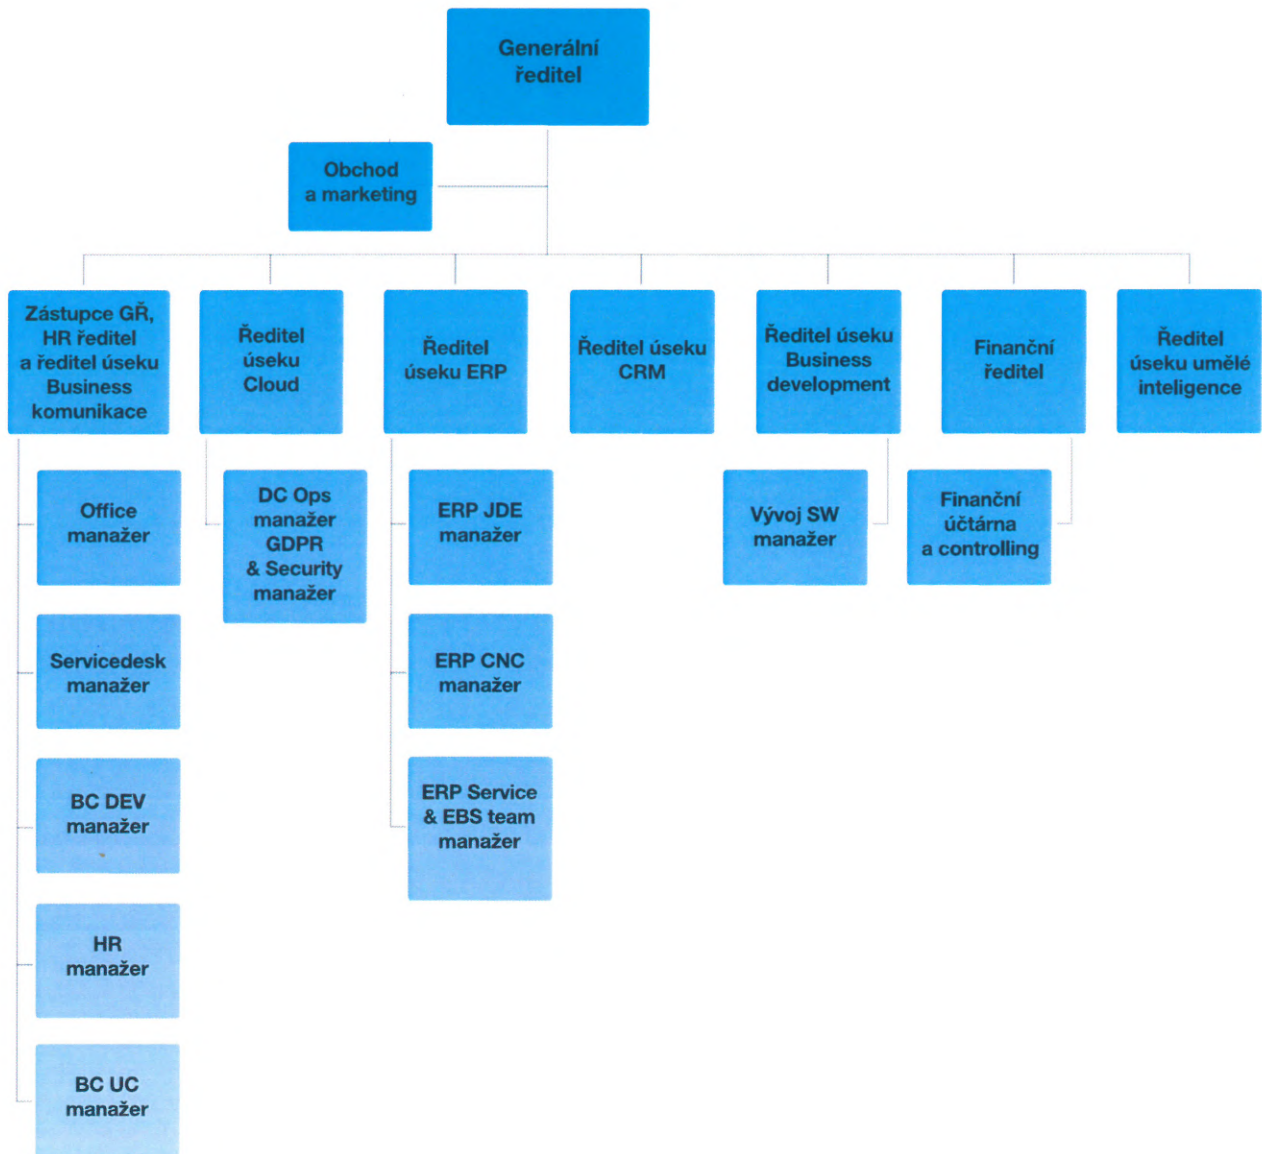 Generální
ředitel
Obchod
a marketing
Zástupce GŘ,
HR ředitel
a ředitel úseku
Business
komunikace
Ředitel
úseku
Cloud
Ředitel
úseku ERP
Ředitel úseku
CRM
Ředitel úseku
Business
development
Finanční
ředitel
Ředitel
úseku umělé
inteligence
Office
manažer
DC Ops
manažer
GDPR
& Security
manažer
ERP JDE
manažer
Vývoj SW
manažer
Finanční
účtárna
a controlling
Servicedesk
manažer
ERP CNC
manažer
BC DEV
manažer
ERP Service
& EBS team
manažer
HR
manažer
BC UC
manažer